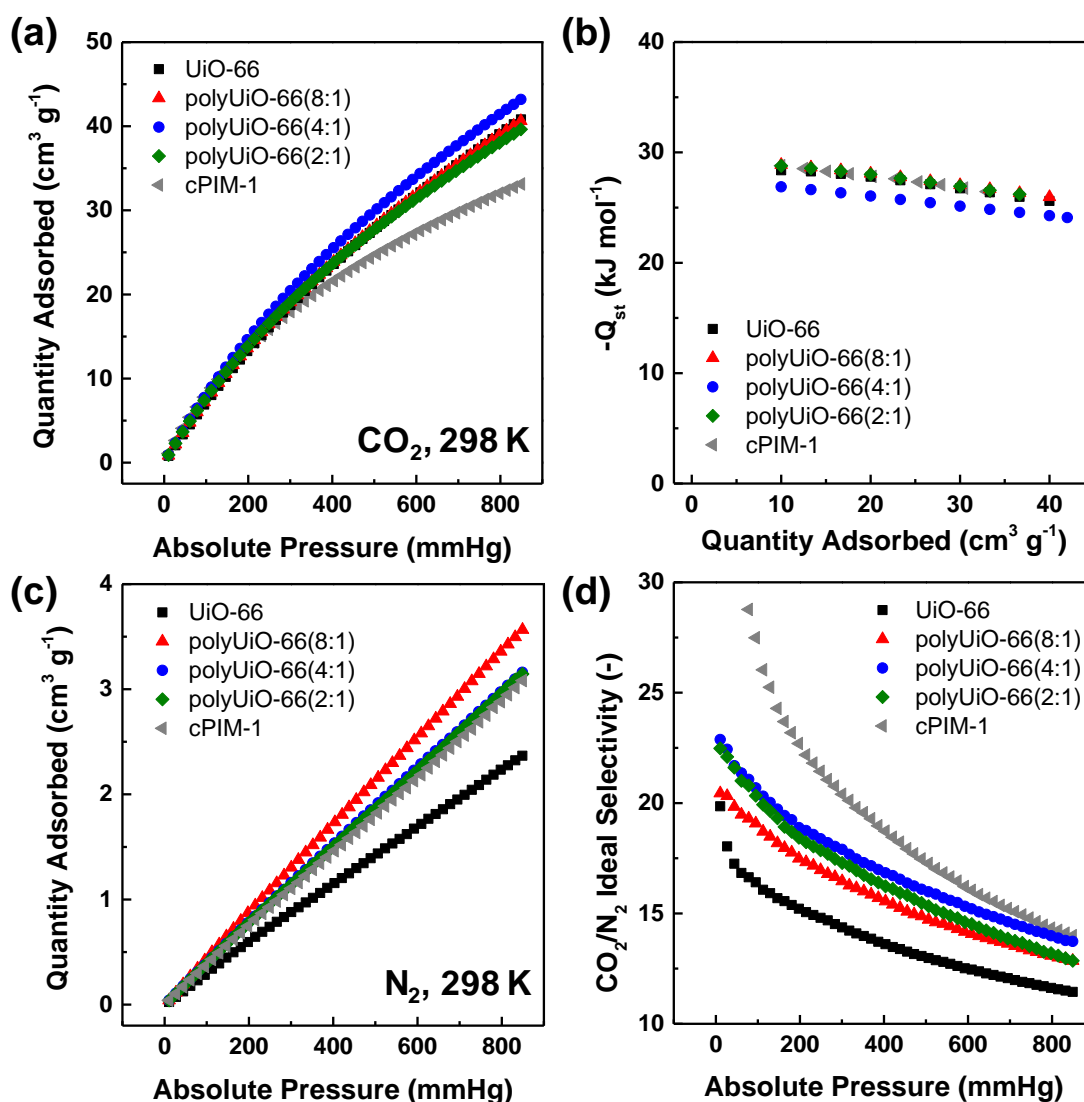 (a)
50
40
30
20
10
0
Quantity Adsorbed (cm³ g⁻¹)
UiO-66
polyUiO-66(8:1)
polyUiO-66(4:1)
polyUiO-66(2:1)
cPIM-1
CO₂, 298 K
0 200 400 600 800
Absolute Pressure (mmHg)
(b)
40
30
20
10
0
-Qst (kJ mol⁻¹)
UiO-66
polyUiO-66(8:1)
polyUiO-66(4:1)
polyUiO-66(2:1)
cPIM-1
0 10 20 30 40
Quantity Adsorbed (cm³ g⁻¹)
(c)
4
3
2
1
0
Quantity Adsorbed (cm³ g⁻¹)
UiO-66
polyUiO-66(8:1)
polyUiO-66(4:1)
polyUiO-66(2:1)
cPIM-1
N₂, 298 K
0 200 400 600 800
Absolute Pressure (mmHg)
(d)
30
25
20
15
10
CO₂/N₂ Ideal Selectivity (-)
UiO-66
polyUiO-66(8:1)
polyUiO-66(4:1)
polyUiO-66(2:1)
cPIM-1
0 200 400 600 800
Absolute Pressure (mmHg)